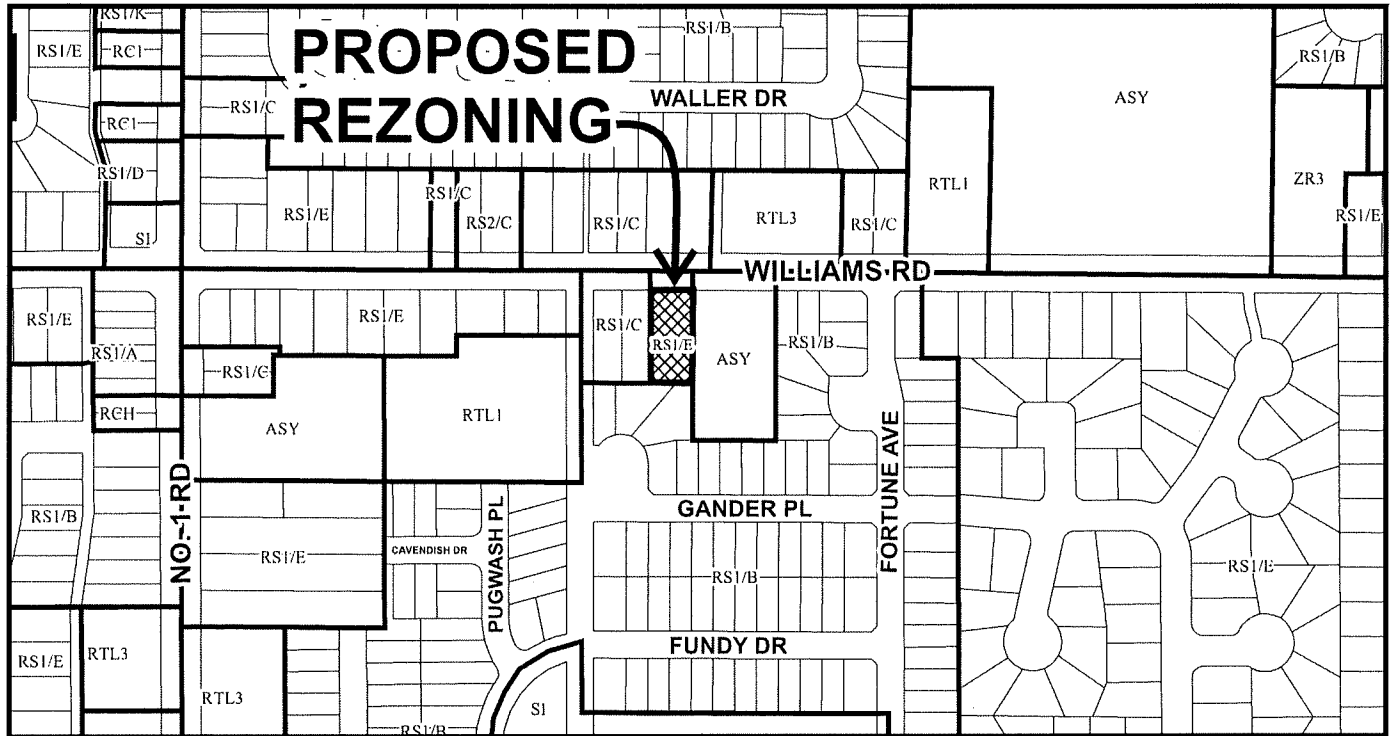 PROPOSED
REZONING
RS1/K
RS1/E
RC1
RS1/B
RS1/B
WALLER DR
ASY
RS1/C
RC1
RS1/D
RTL1
ZR3
RS1/C
RS1/E
RS2/C
RS1/C
RTL3
RS1/C
RS1/E
S1
WILLIAMS RD
RS1/E
RS1/E
RS1/C
RS1/E
RS1/B
RS1/A
ASY
RS1/C
RCH
RTL1
ASY
NO. 1 RD
PUGWASH PL
GANDER PL
FORTUNE AVE
RS1/B
CAVENDISH DR
RS1/E
RS1/B
RS1/E
FUNDY DR
RS1/E
RTL3
RTL3
S1
RS1/B